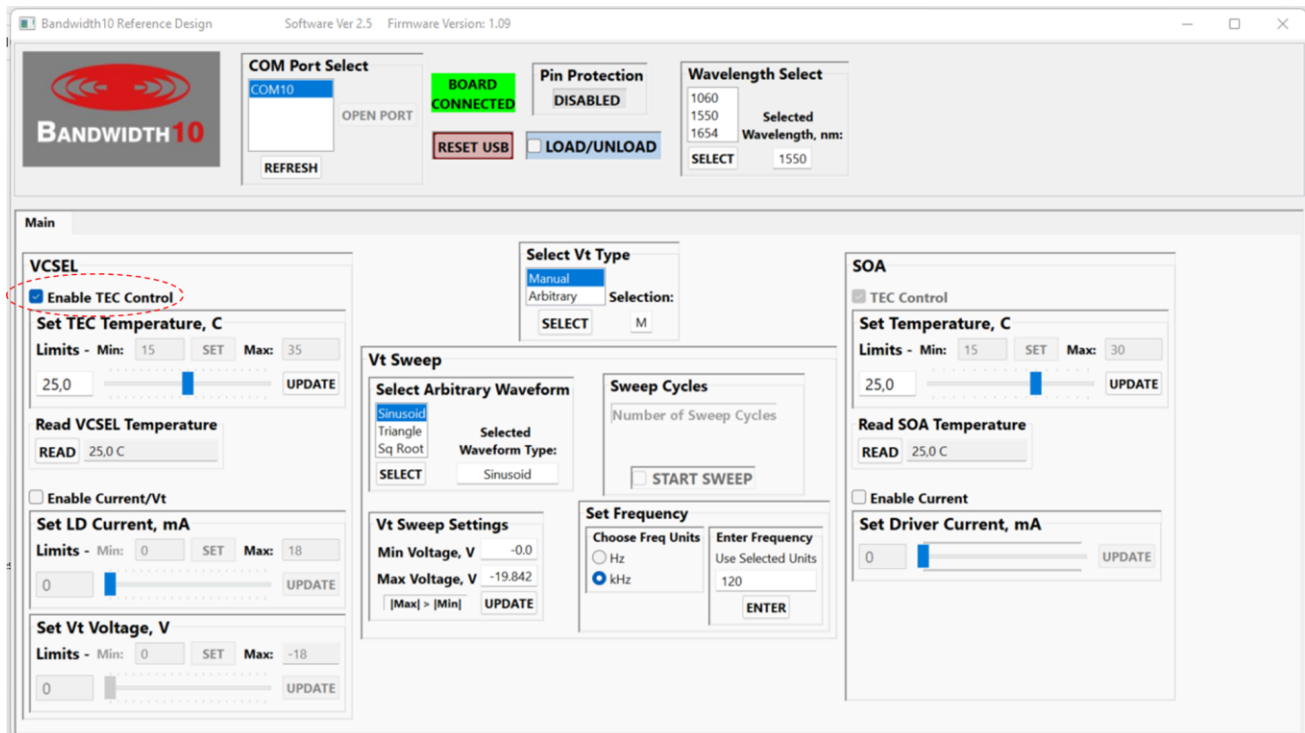 Bandwidth10 Reference Design Software Ver 2.5 Firmware Version: 1.09
BANDWIDTH10
COM Port Select
COM10
OPEN PORT
REFRESH
BOARD
CONNECTED
RESET USB
Pin Protection
DISABLED
LOAD/UNLOAD
Wavelength Select
1060
1550
1654
Selected
Wavelength, nm:
SELECT 1550
Main
VCSEL
Enable TEC Control
Set TEC Temperature, C
Limits - Min: 15 SET Max: 35
25,0 UPDATE
Read VCSEL Temperature
READ 25,0 C
Enable Current/Vt
Set LD Current, mA
Limits - Min: 0 SET Max: 18
0 UPDATE
Set Vt Voltage, V
Limits - Min: 0 SET Max: -18
0 UPDATE
Select Vt Type
Manual
Arbitrary Selection:
SELECT M
Vt Sweep
Select Arbitrary Waveform
Sinusoid
Triangle
Sq Root
Selected
Waveform Type:
SELECT Sinusoid
Sweep Cycles
Number of Sweep Cycles
START SWEEP
Vt Sweep Settings
Min Voltage, V -0.0
Max Voltage, V -19.842
|Max| > |Min| UPDATE
Set Frequency
Choose Freq Units
Hz
kHz
Enter Frequency
Use Selected Units
120
ENTER
SOA
TEC Control
Set Temperature, C
Limits - Min: 15 SET Max: 30
25,0 UPDATE
Read SOA Temperature
READ 25,0 C
Enable Current
Set Driver Current, mA
0 UPDATE